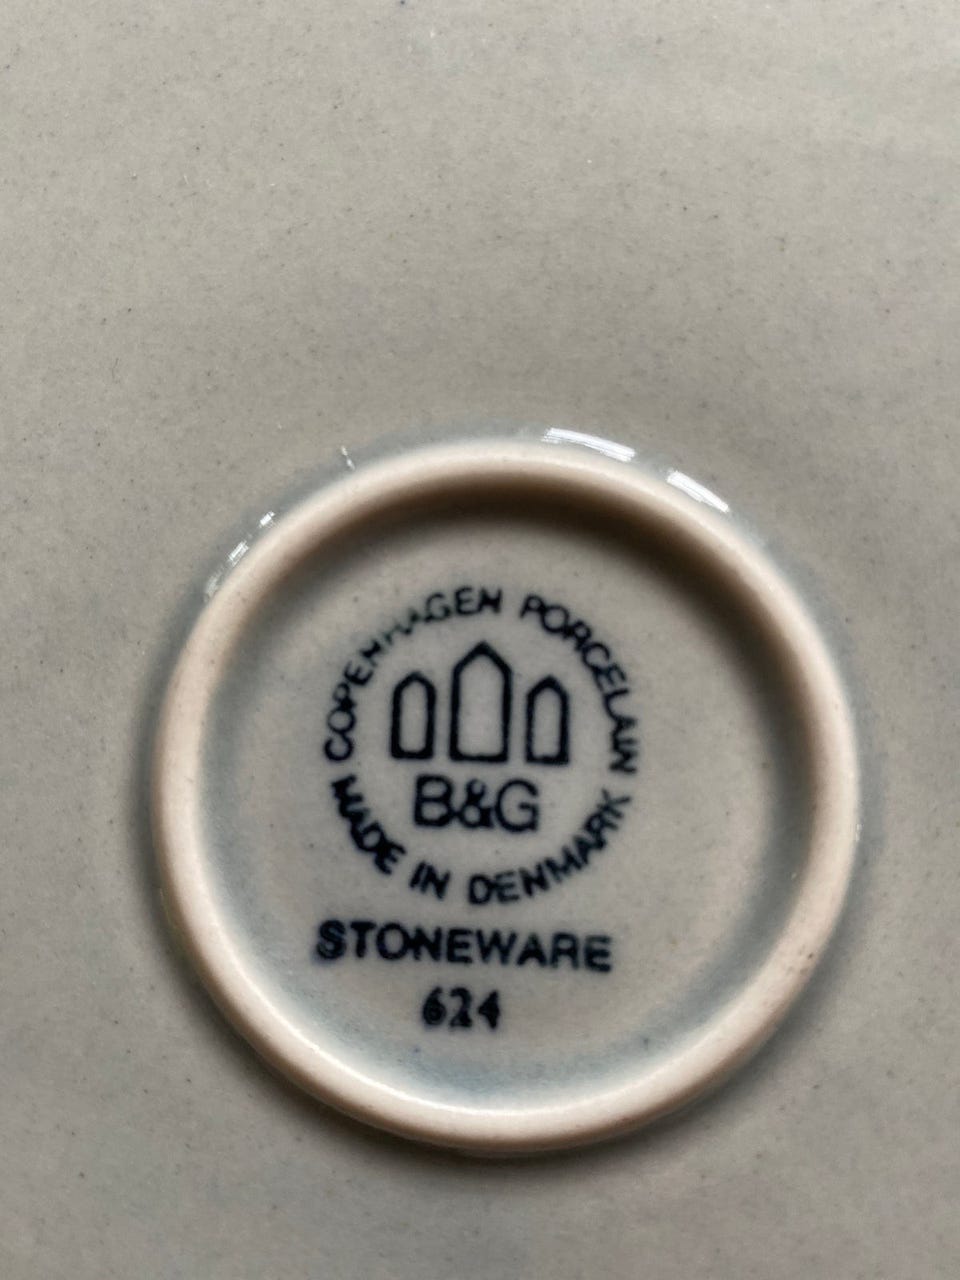 COPENHAGEN PORCELAIN
B&G
MADE IN DENMARK
STONEWARE
624